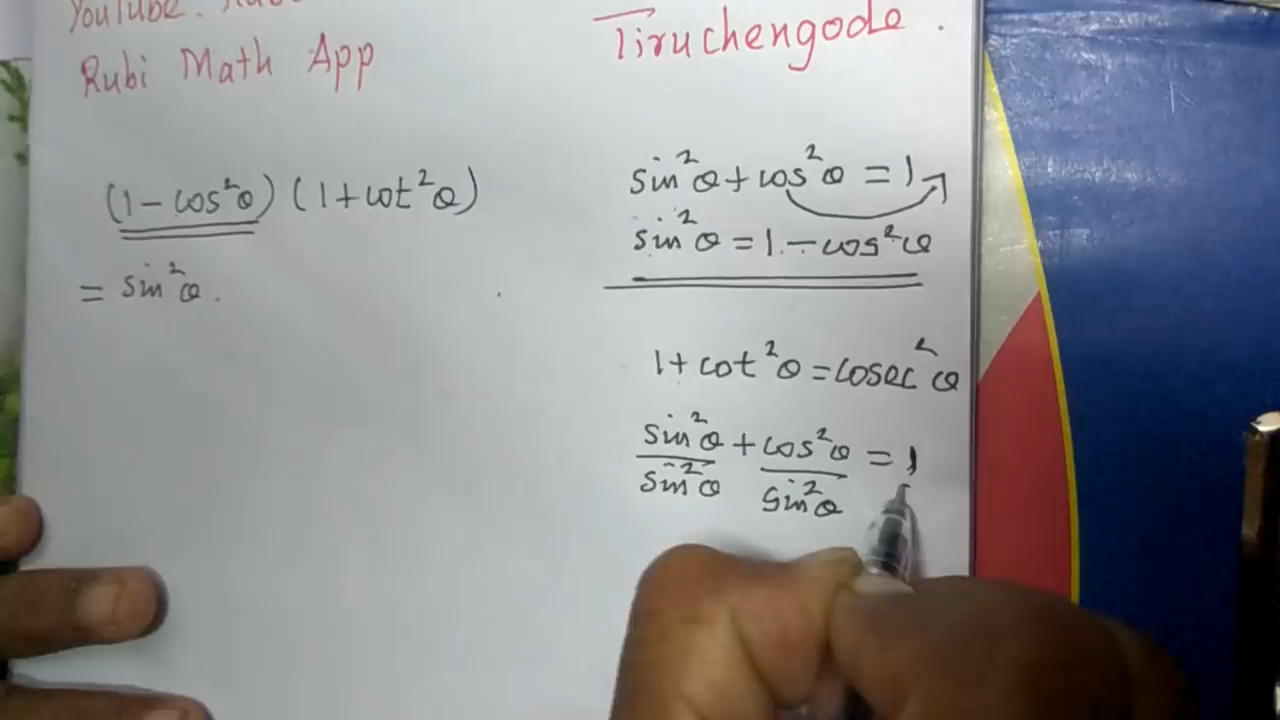 YouTube:
Rubi Math App
Tiruchengode.
(1 - cos²θ) (1 + cot²θ)
= sin²θ.
sin²θ + cos²θ = 1
sin²θ = 1 - cos²θ
1 + cot²θ = cosec²θ
sin²θ/sin²θ + cos²θ/sin²θ = 1